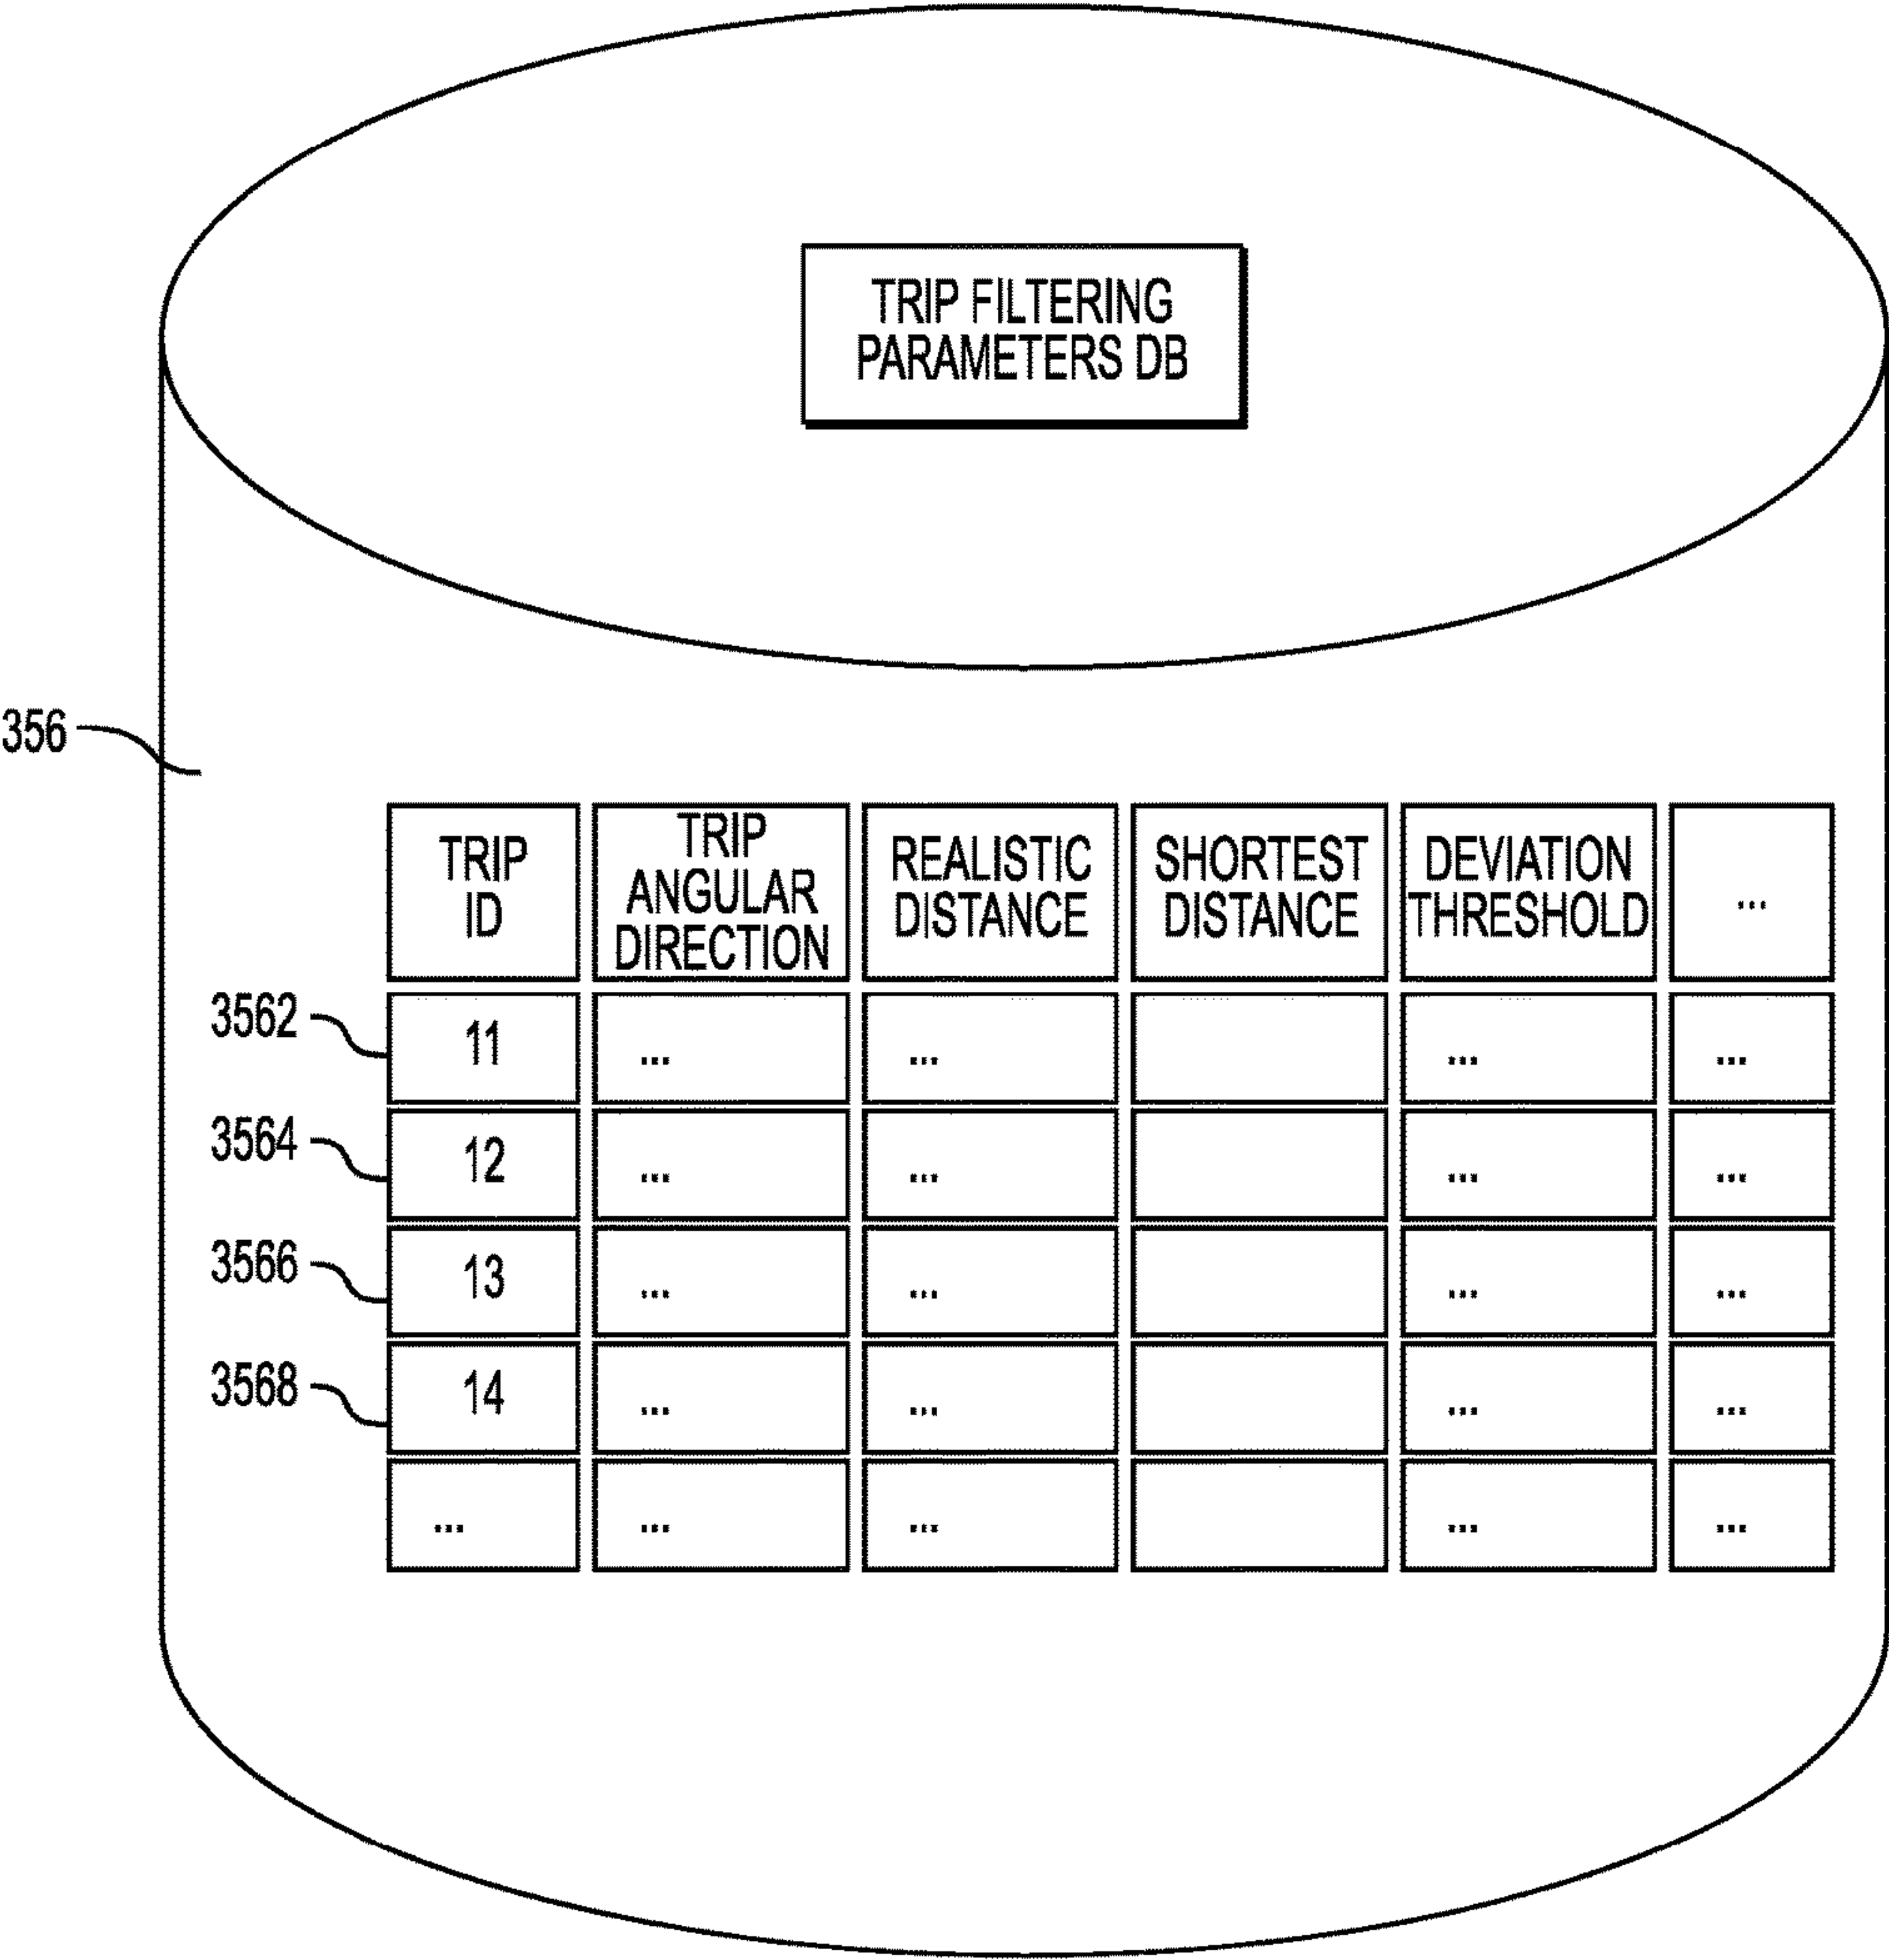 TRIP FILTERING
PARAMETERS DB
356
TRIP
ID
TRIP
ANGULAR
DIRECTION
REALISTIC
DISTANCE
SHORTEST
DISTANCE
DEVIATION
THRESHOLD
...
3562 11 ... ... ... ...
3564 12 ... ... ... ...
3566 13 ... ... ... ...
3568 14 ... ... ... ...
... ... ... ... ...